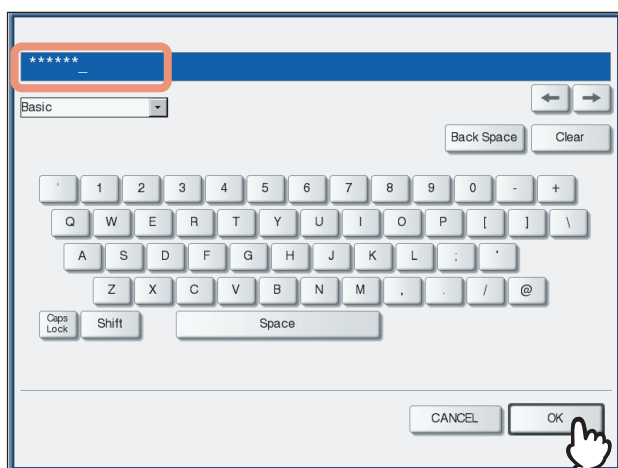 ******_
Basic
← →
Back Space Clear
' 1 2 3 4 5 6 7 8 9 0 - +
Q W E R T Y U I O P [ ] \
A S D F G H J K L ; '
Z X C V B N M , . / @
Caps Lock Shift Space
CANCEL OK